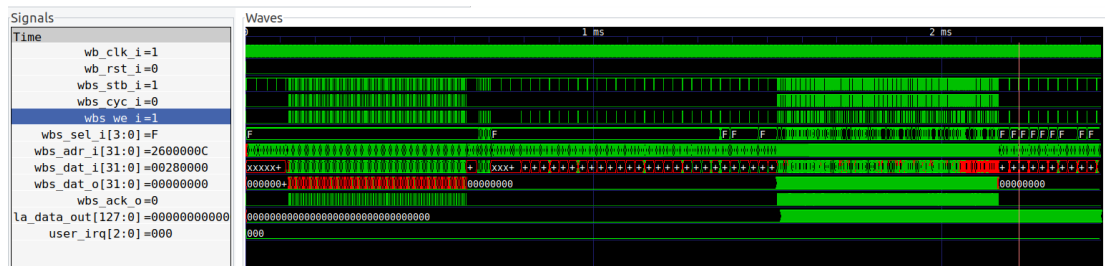 Signals
Waves
Time
0 1 ms 2 ms
wb_clk_i=1
wb_rst_i=0
wbs_stb_i=1
wbs_cyc_i=0
wbs_we_i=1
wbs_sel_i[3:0]=F
F F F F F F F F F F F F F
wbs_adr_i[31:0]=2600000C
wbs_dat_i[31:0]=00280000
xxxxx+ + xxx+ + + + + + + + + + + + + + + + + + + + + + + + + + + + + + + + + + + + + +
wbs_dat_o[31:0]=00000000
000000+ 00000000 00000000
wbs_ack_o=0
la_data_out[127:0]=00000000000
00000000000000000000000000000000
user_irq[2:0]=000
000